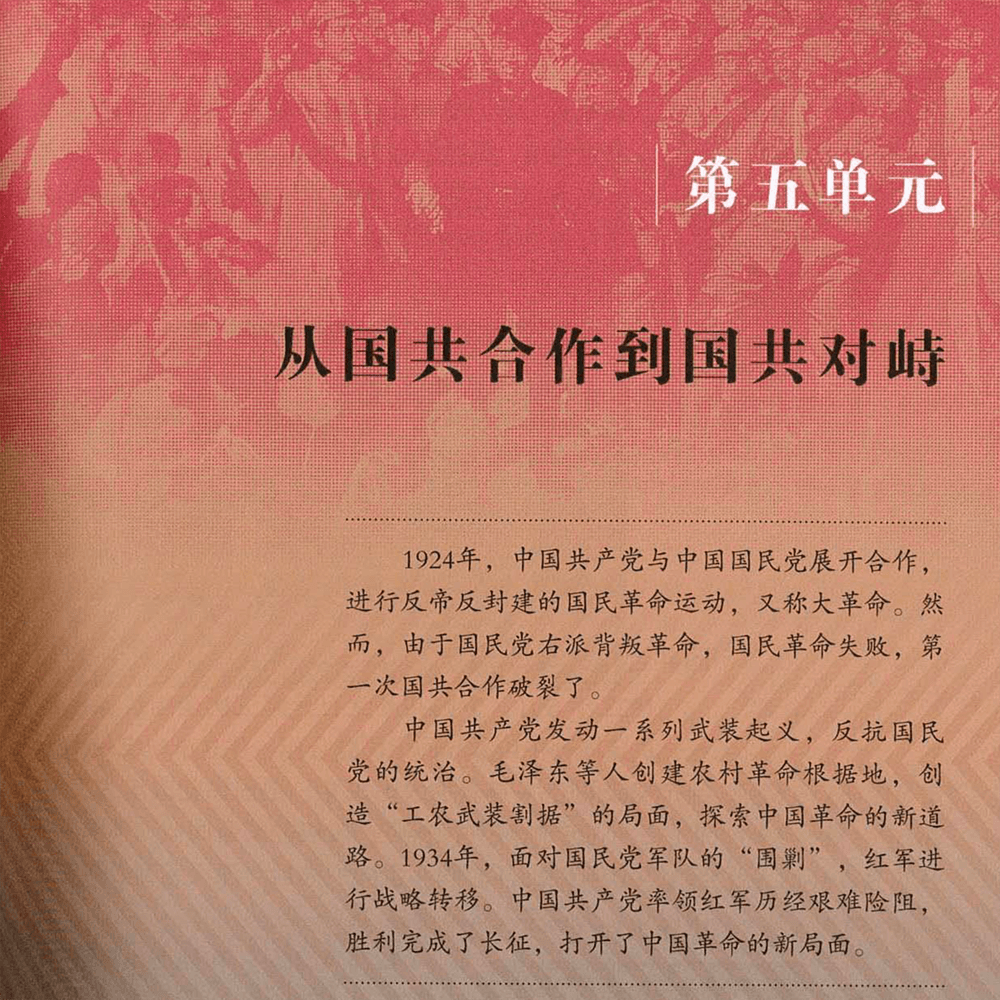 第五单元
从国共合作到国共对峙
1924年，中国共产党与中国国民党展开合作，
进行反帝反封建的国民革命运动，又称大革命。然
而，由于国民党右派背叛革命，国民革命失败，第
一次国共合作破裂了。
中国共产党发动一系列武装起义，反抗国民
党的统治。毛泽东等人创建农村革命根据地，创
造“工农武装割据”的局面，探索中国革命的新道
路。1934年，面对国民党军队的“围剿”，红军进
行战略转移。中国共产党率领红军历经艰难险阻，
胜利完成了长征，打开了中国革命的新局面。